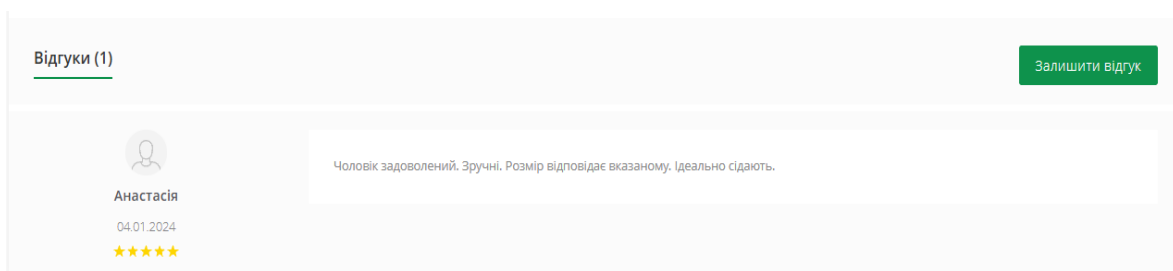 Відгуки (1)
Залишити відгук
Чоловік задоволений. Зручні. Розмір відповідає вказаному. Ідеально сідають.
Анастасія
04.01.2024